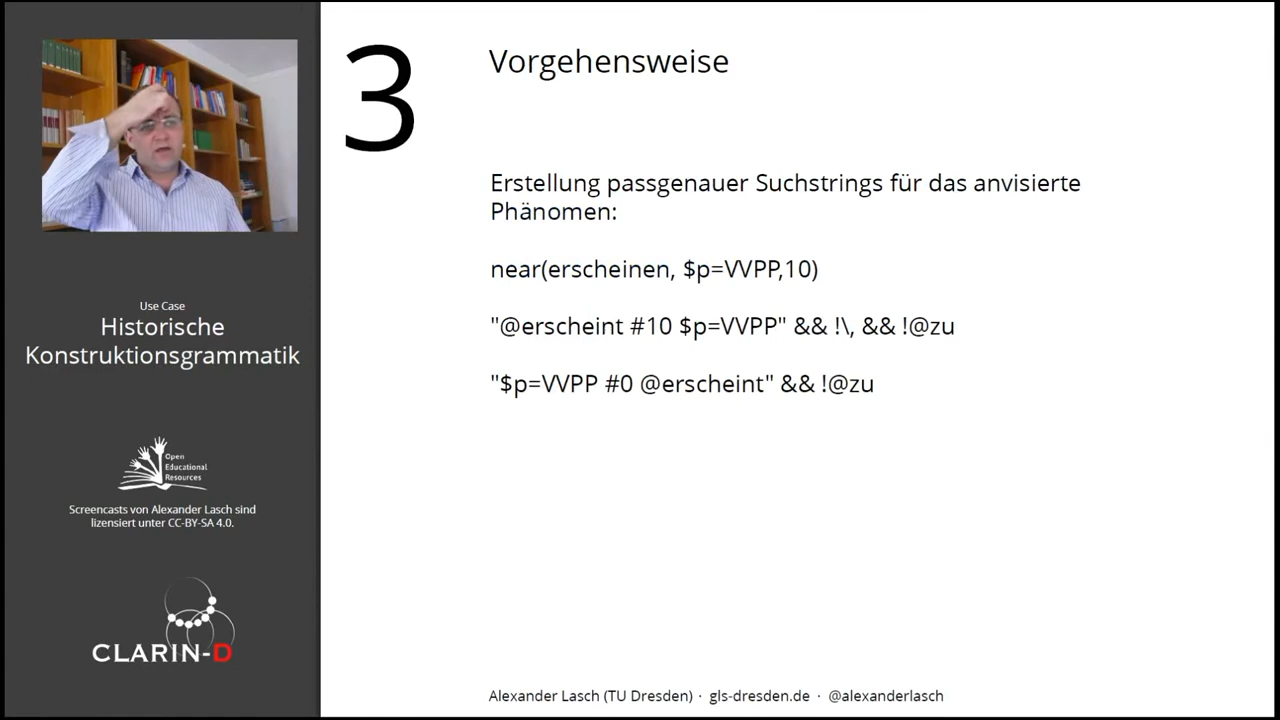 3
Vorgehensweise
Erstellung passgenauer Suchstrings für das anvisierte
Phänomen:
near(erscheinen, $p=VVPP,10)
"@erscheint #10 $p=VVPP" && !\, && !@zu
"$p=VVPP #0 @erscheint" && !@zu
Use Case
Historische
Konstruktionsgrammatik
Open
Educational
Resources
Screencasts von Alexander Lasch sind
lizensiert unter CC-BY-SA 4.0.
CLARIN-D
Alexander Lasch (TU Dresden) · gls-dresden.de · @alexanderlasch